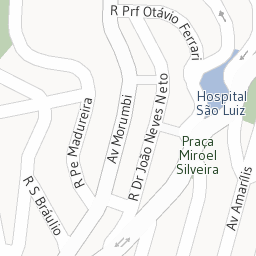 R Prf Otávio Ferrari
Hospital
São Luiz
R Pe Madureira
Av Morumbi
R Dr João Neves Neto
Praça
Miroel
Silveira
R S Bráulio
Av Amarílis